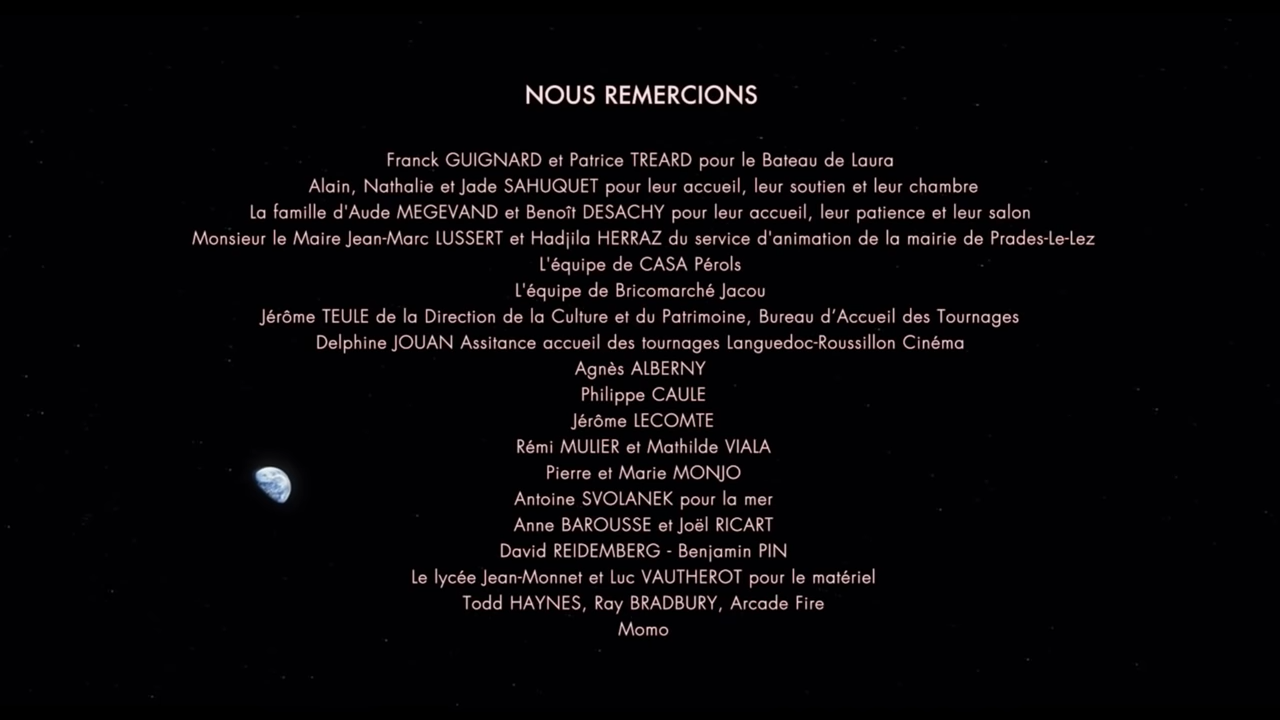 NOUS REMERCIONS
Franck GUIGNARD et Patrice TREARD pour le Bateau de Laura
Alain, Nathalie et Jade SAHUQUET pour leur accueil, leur soutien et leur chambre
La famille d'Aude MEGEVAND et Benoît DESACHY pour leur accueil, leur patience et leur salon
Monsieur le Maire Jean-Marc LUSSERT et Hadjila HERRAZ du service d'animation de la mairie de Prades-Le-Lez
L'équipe de CASA Pérols
L'équipe de Bricomarché Jacou
Jérôme TEULE de la Direction de la Culture et du Patrimoine, Bureau d’Accueil des Tournages
Delphine JOUAN Assitance accueil des tournages Languedoc-Roussillon Cinéma
Agnès ALBERNY
Philippe CAULE
Jérôme LECOMTE
Rémi MULIER et Mathilde VIALA
Pierre et Marie MONJO
Antoine SVOLANEK pour la mer
Anne BAROUSSE et Joël RICART
David REIDEMBERG - Benjamin PIN
Le lycée Jean-Monnet et Luc VAUTHEROT pour le matériel
Todd HAYNES, Ray BRADBURY, Arcade Fire
Momo